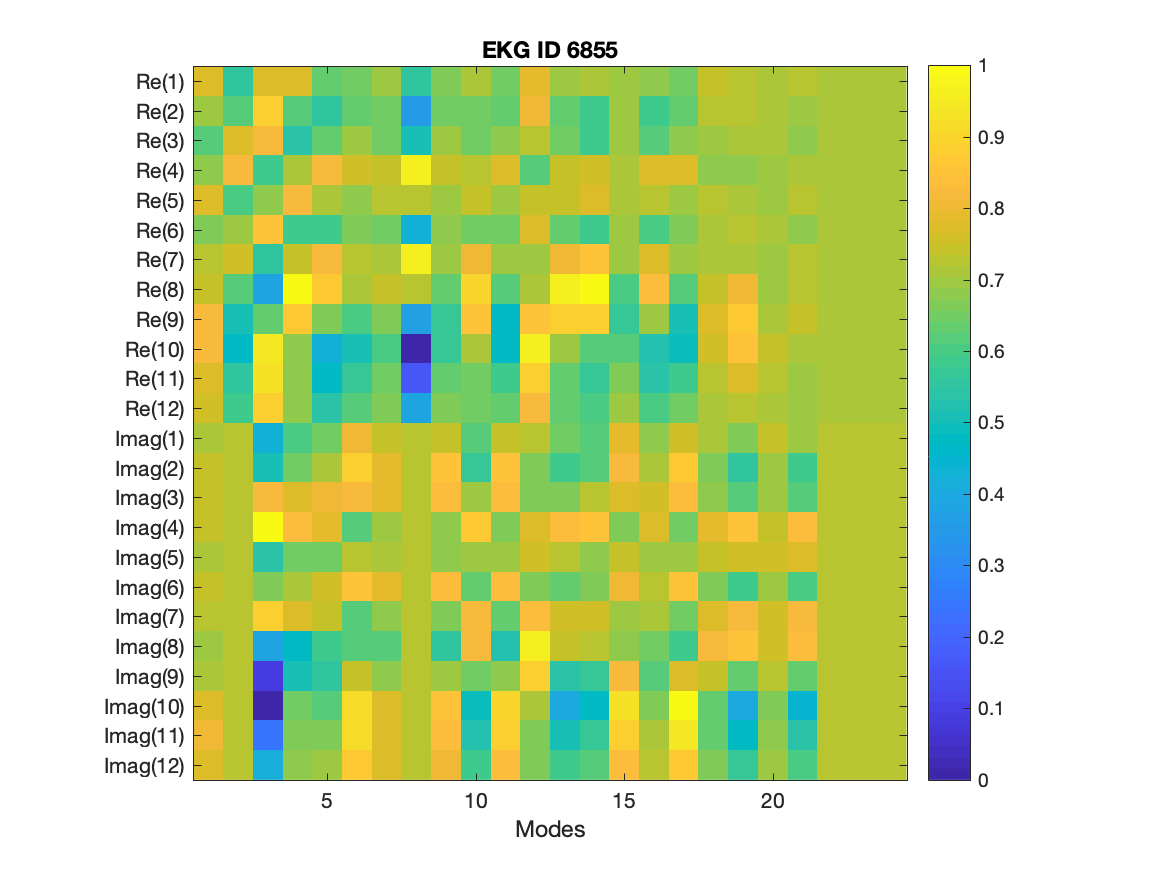 EKG ID 6855
Re(1)
Re(2)
Re(3)
Re(4)
Re(5)
Re(6)
Re(7)
Re(8)
Re(9)
Re(10)
Re(11)
Re(12)
Imag(1)
Imag(2)
Imag(3)
Imag(4)
Imag(5)
Imag(6)
Imag(7)
Imag(8)
Imag(9)
Imag(10)
Imag(11)
Imag(12)
5 10 15 20
Modes
1
0.9
0.8
0.7
0.6
0.5
0.4
0.3
0.2
0.1
0